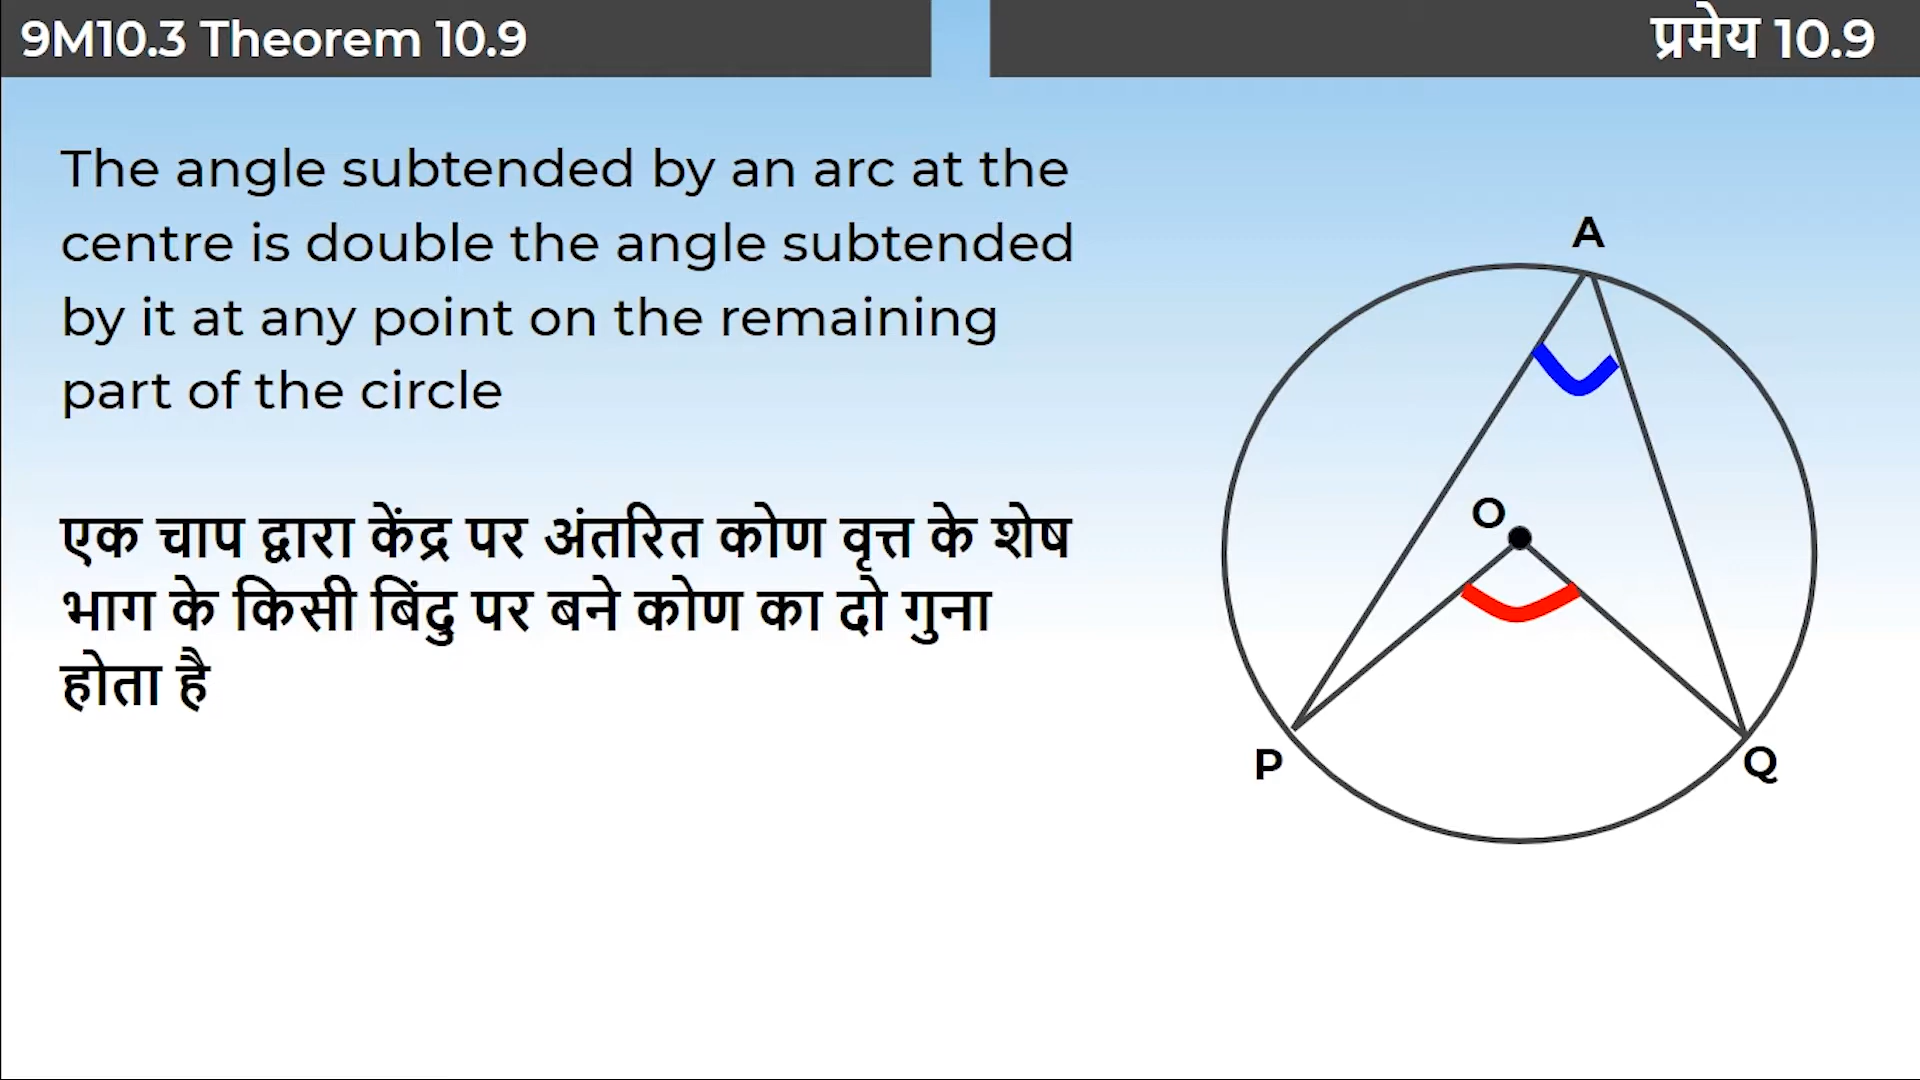 9M10.3 Theorem 10.9
प्रमेय 10.9
The angle subtended by an arc at the
centre is double the angle subtended
by it at any point on the remaining
part of the circle
एक चाप द्वारा केंद्र पर अंतरित कोण वृत्त के शेष
भाग के किसी बिंदु पर बने कोण का दो गुना
होता है
A
O
P
Q